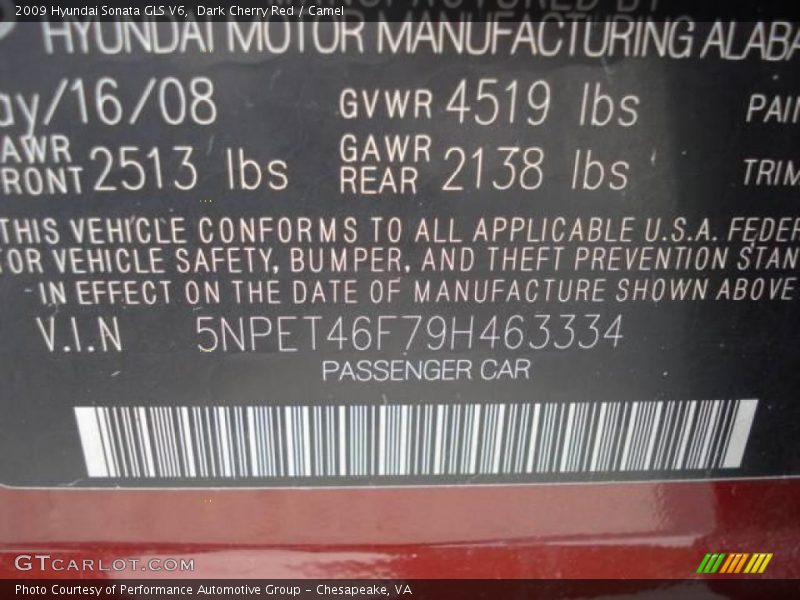 2009 Hyundai Sonata GLS V6, Dark Cherry Red / Camel
HYUNDAI MOTOR MANUFACTURING ALABA
ay/16/08 GVWR 4519 lbs PAIN
AWR FRONT 2513 lbs GAWR REAR 2138 lbs TRIM
THIS VEHICLE CONFORMS TO ALL APPLICABLE U.S.A. FEDER
OR VEHICLE SAFETY, BUMPER, AND THEFT PREVENTION STAN
IN EFFECT ON THE DATE OF MANUFACTURE SHOWN ABOVE
V.I.N 5NPET46F79H463334
PASSENGER CAR
GTCARLOT.COM
Photo Courtesy of Performance Automotive Group - Chesapeake, VA